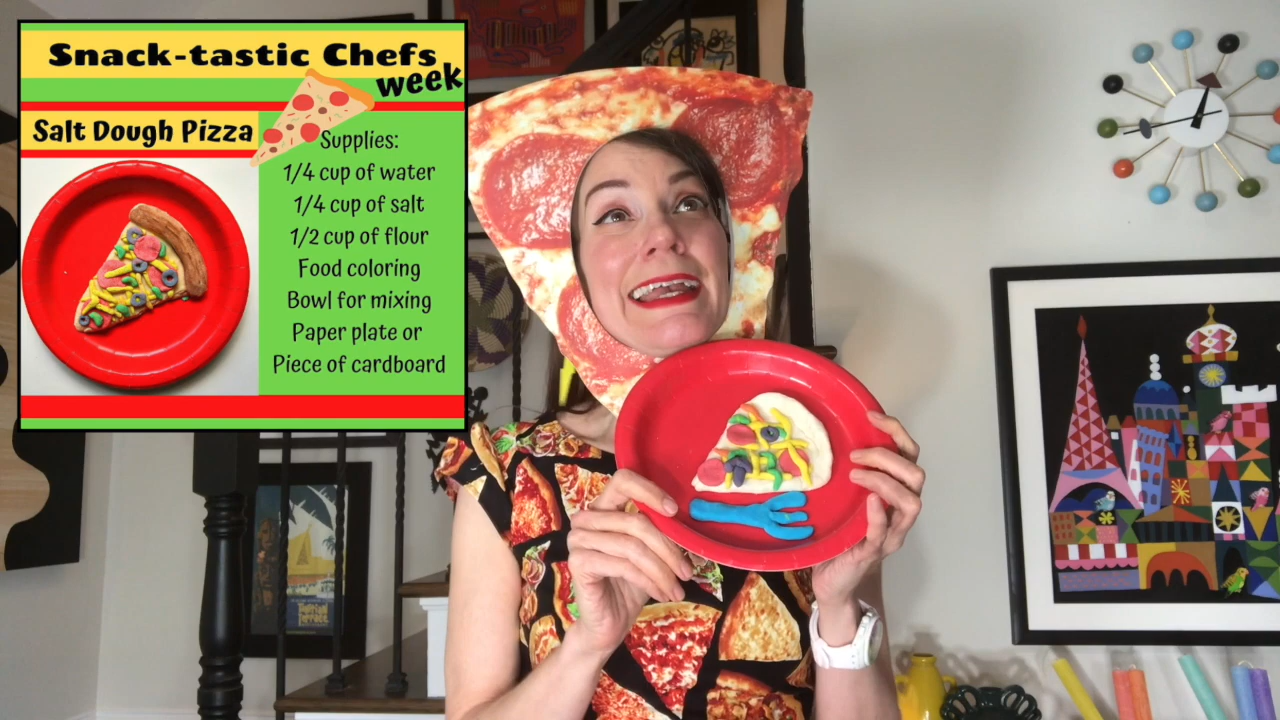 Snack-tastic Chefs
week
Salt Dough Pizza
Supplies:
1/4 cup of water
1/4 cup of salt
1/2 cup of flour
Food coloring
Bowl for mixing
Paper plate or
Piece of cardboard
Terrace